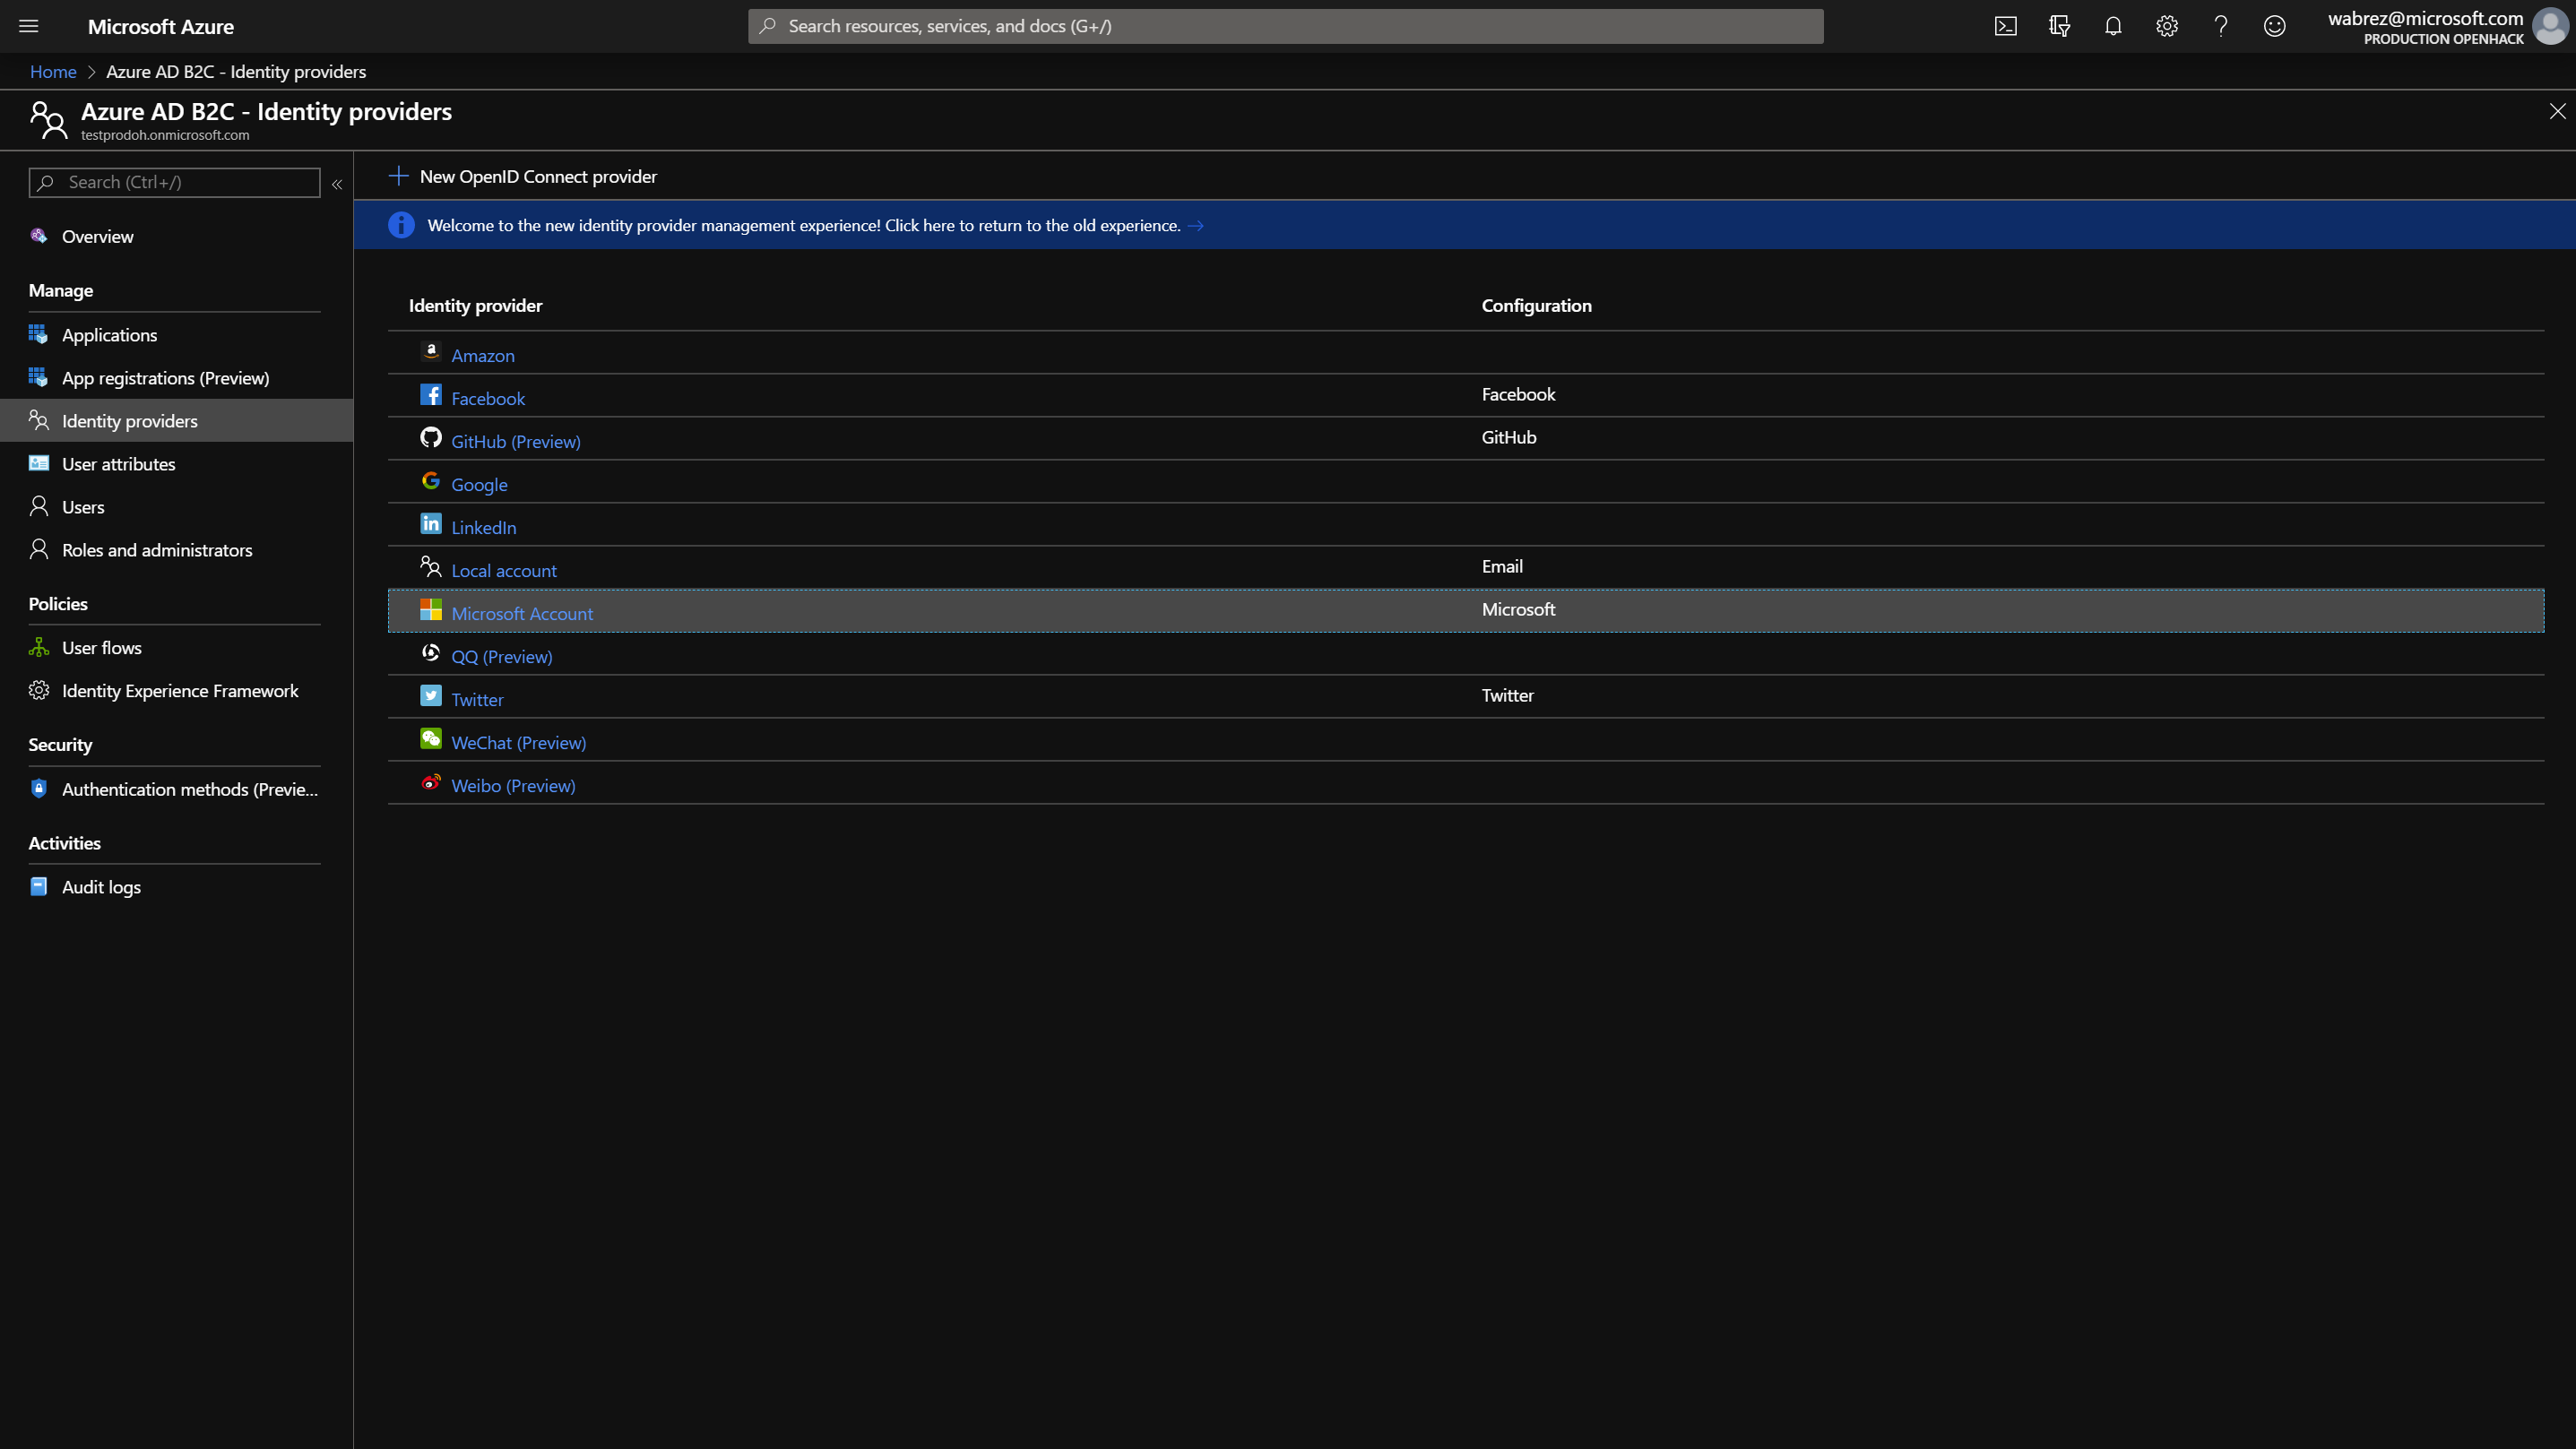 Microsoft Azure
Search resources, services, and docs (G+/)
wabrez@microsoft.com
PRODUCTION OPENHACK
Home
Azure AD B2C - Identity providers
Azure AD B2C - Identity providers
testprodoh.onmicrosoft.com
Search (Ctrl+/)
Overview
Manage
Applications
App registrations (Preview)
Identity providers
User attributes
Users
Roles and administrators
Policies
User flows
Identity Experience Framework
Security
Authentication methods (Previe...
Activities
Audit logs
New OpenID Connect provider
Welcome to the new identity provider management experience! Click here to return to the old experience.
Identity provider Configuration
Amazon
Facebook Facebook
GitHub (Preview) GitHub
Google
LinkedIn
Local account Email
Microsoft Account Microsoft
QQ (Preview)
Twitter Twitter
WeChat (Preview)
Weibo (Preview)